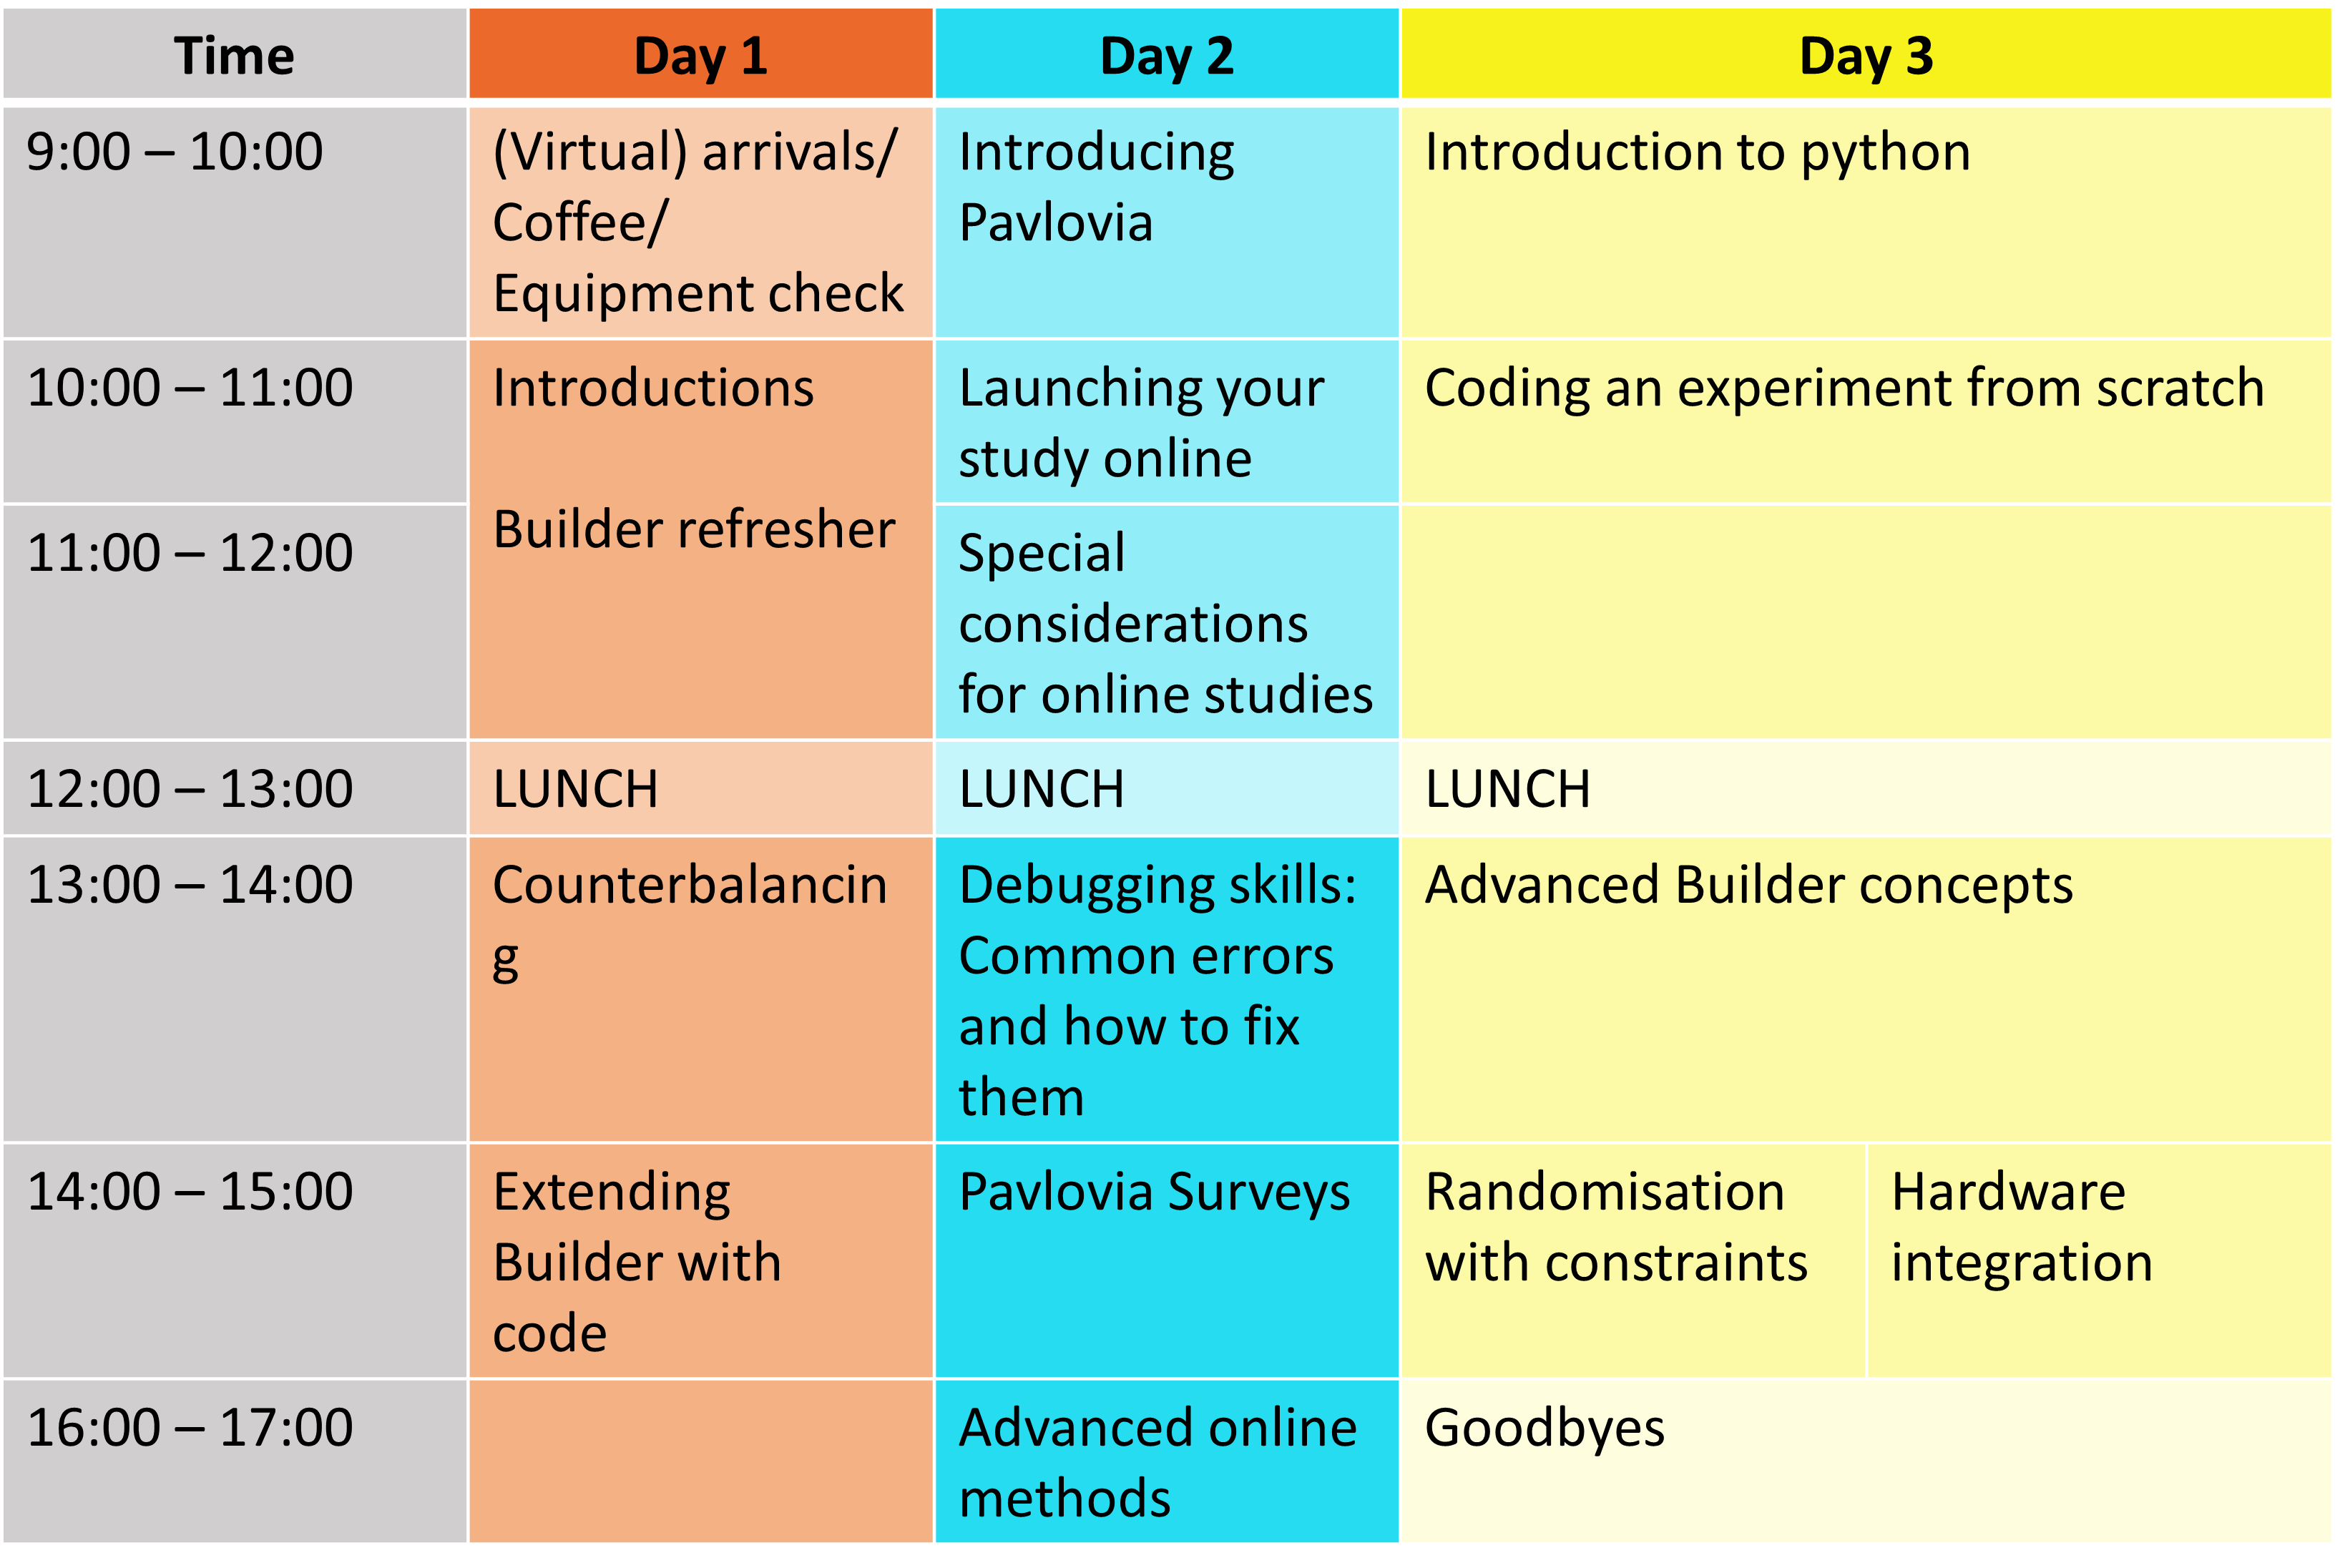 Time
Day 1
Day 2
Day 3
9:00 – 10:00
(Virtual) arrivals/
Coffee/
Equipment check
Introducing
Pavlovia
Introduction to python
10:00 – 11:00
Introductions
Builder refresher
Launching your
study online
Coding an experiment from scratch
11:00 – 12:00
Special
considerations
for online studies
12:00 – 13:00
LUNCH
LUNCH
LUNCH
13:00 – 14:00
Counterbalancin
g
Debugging skills:
Common errors
and how to fix
them
Advanced Builder concepts
14:00 – 15:00
Extending
Builder with
code
Pavlovia Surveys
Randomisation
with constraints
Hardware
integration
16:00 – 17:00
Advanced online
methods
Goodbyes